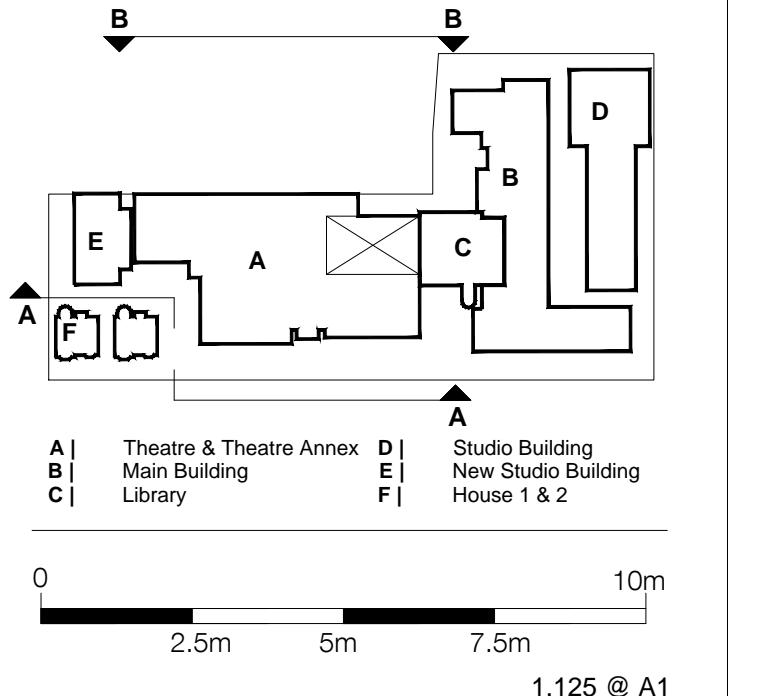 B B
D
B
E
A
C
A
F
A
A | Theatre & Theatre Annex D | Studio Building
B | Main Building E | New Studio Building
C | Library F | House 1 & 2
0 10m
2.5m 5m 7.5m
1.125 @ A1